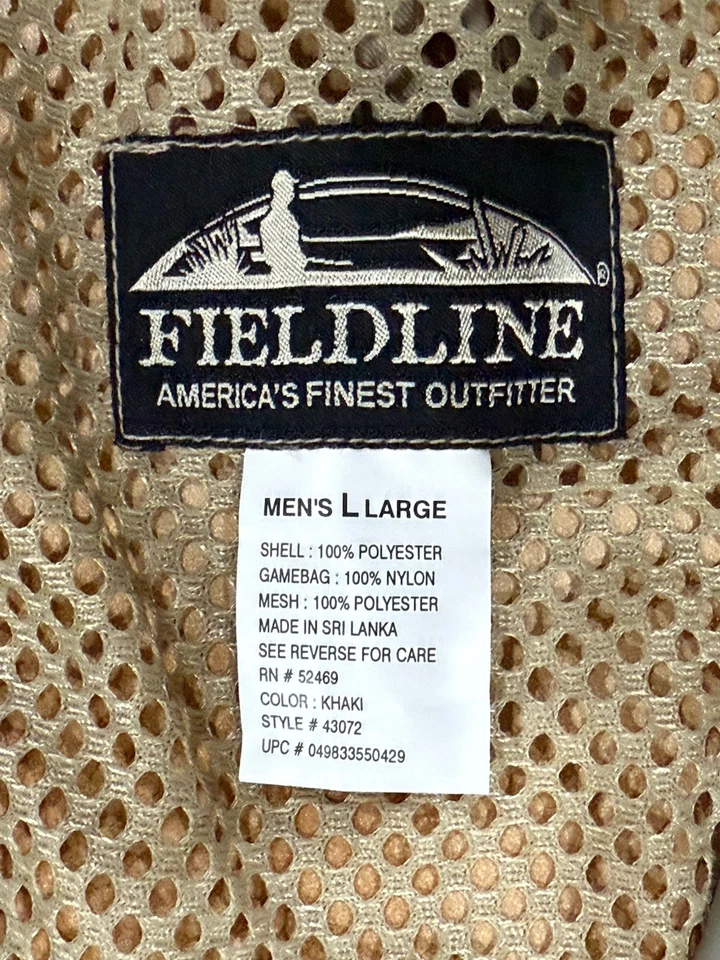 ®
FIELDLINE
AMERICA'S FINEST OUTFITTER
MEN'S L LARGE
SHELL : 100% POLYESTER
GAMEBAG : 100% NYLON
MESH : 100% POLYESTER
MADE IN SRI LANKA
SEE REVERSE FOR CARE
RN # 52469
COLOR : KHAKI
STYLE # 43072
UPC # 049833550429